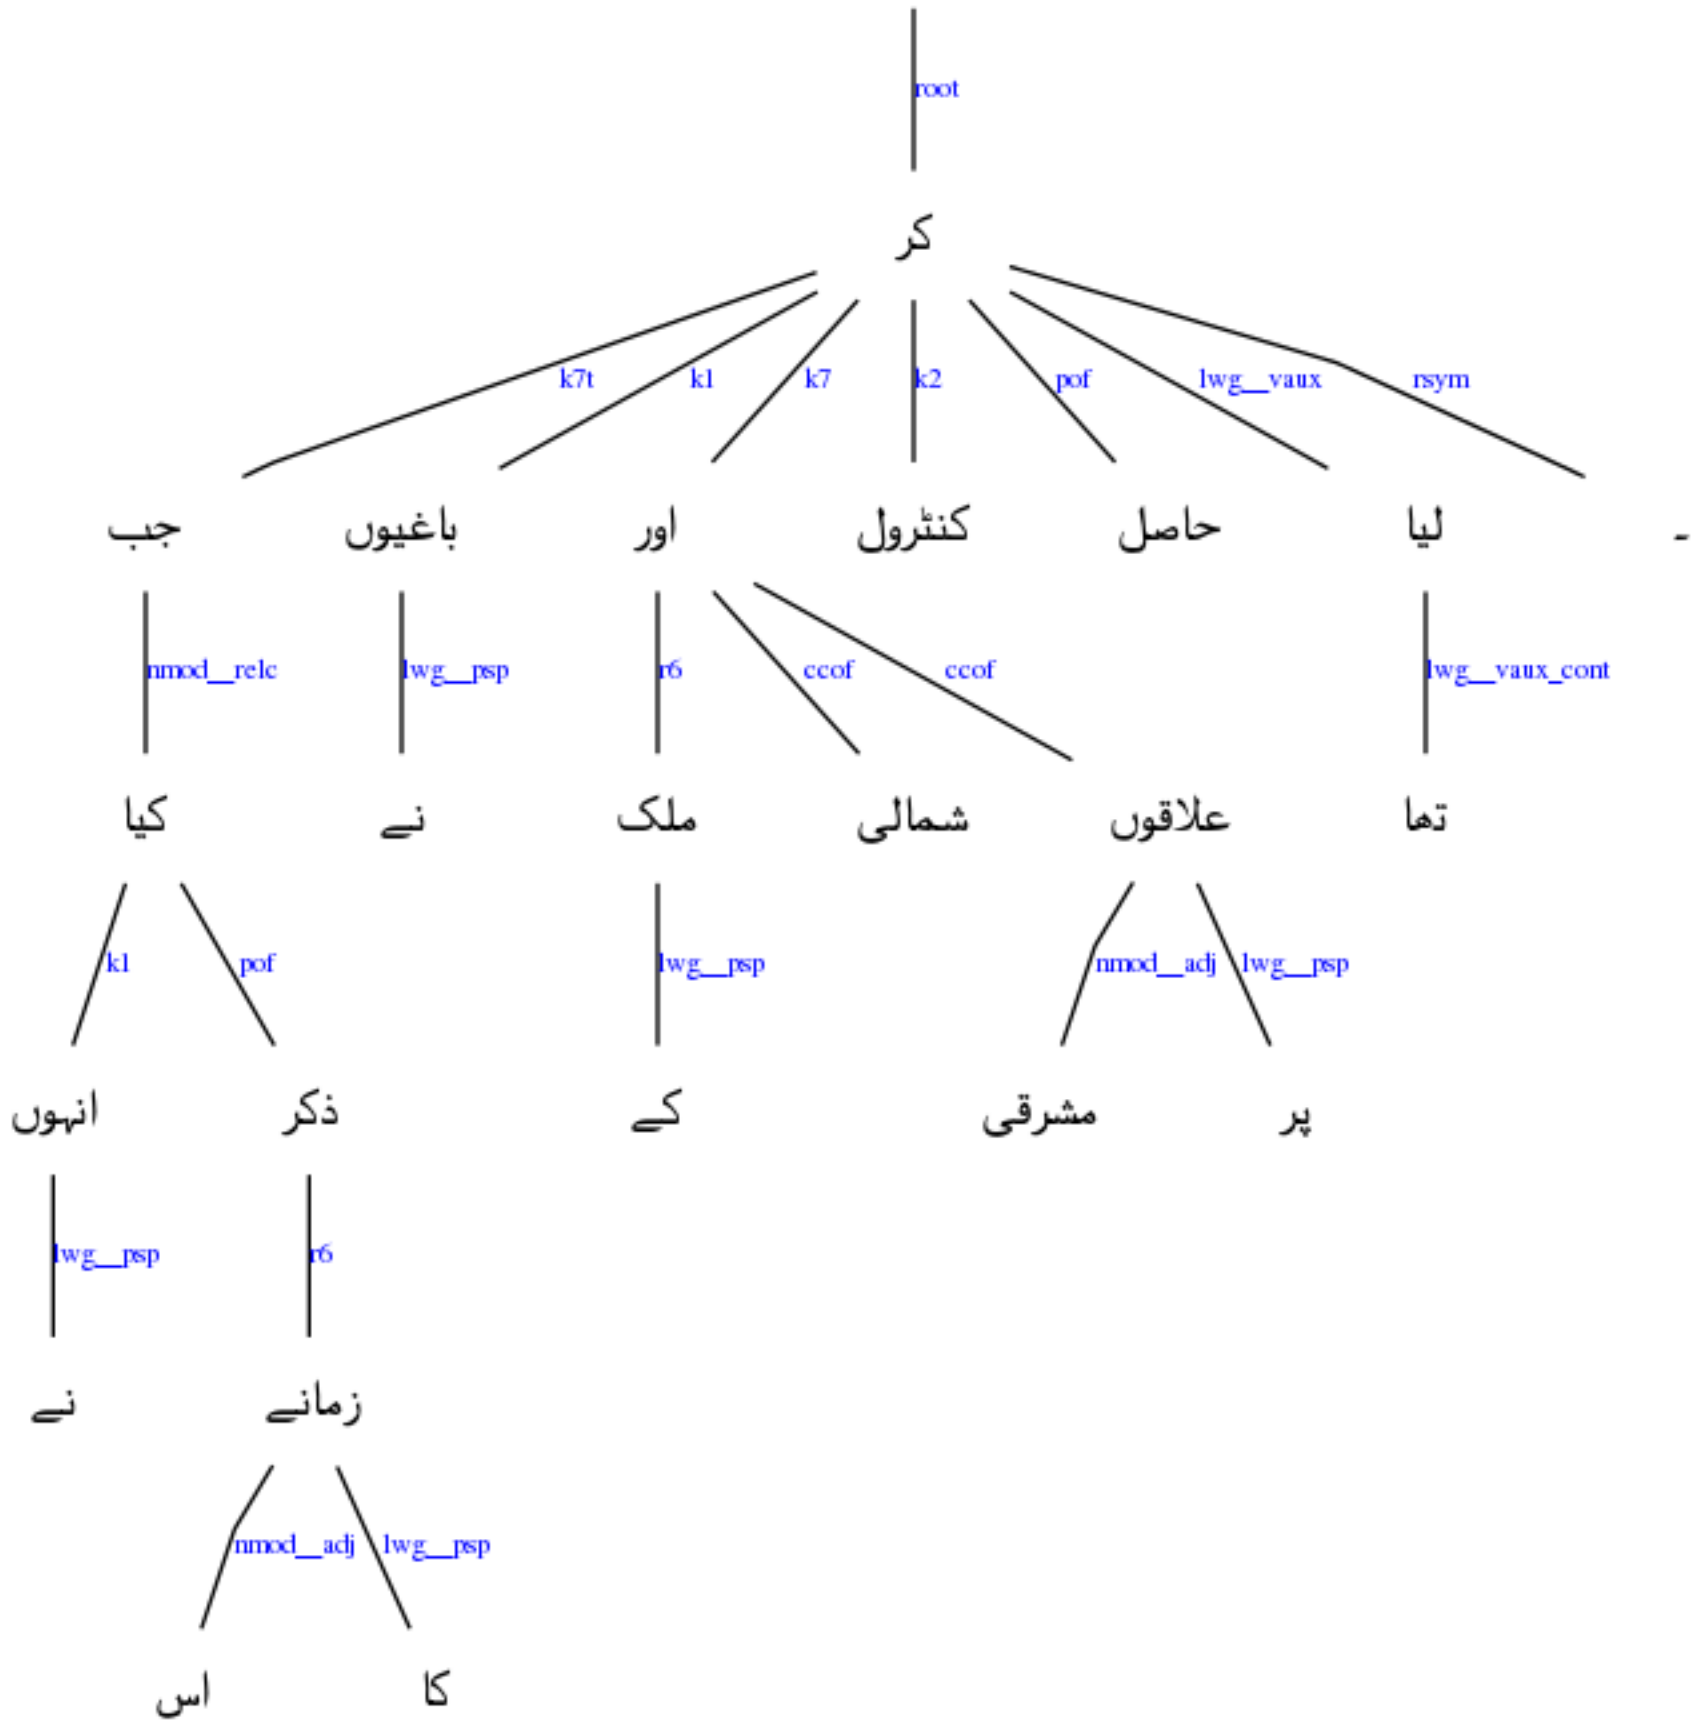 root
کر
k7t k1 k7 k2 pof lwg__vaux rsym
جب باغیوں اور کنٹرول حاصل لیا ۔
nmod__relc lwg__psp r6 ccof ccof lwg__vaux_cont
کیا نے ملک شمالی علاقوں تھا
k1 pof lwg__psp nmod__adj lwg__psp
انہوں ذکر کے مشرقی پر
lwg__psp r6
نے زمانے
nmod__adj lwg__psp
اس کا